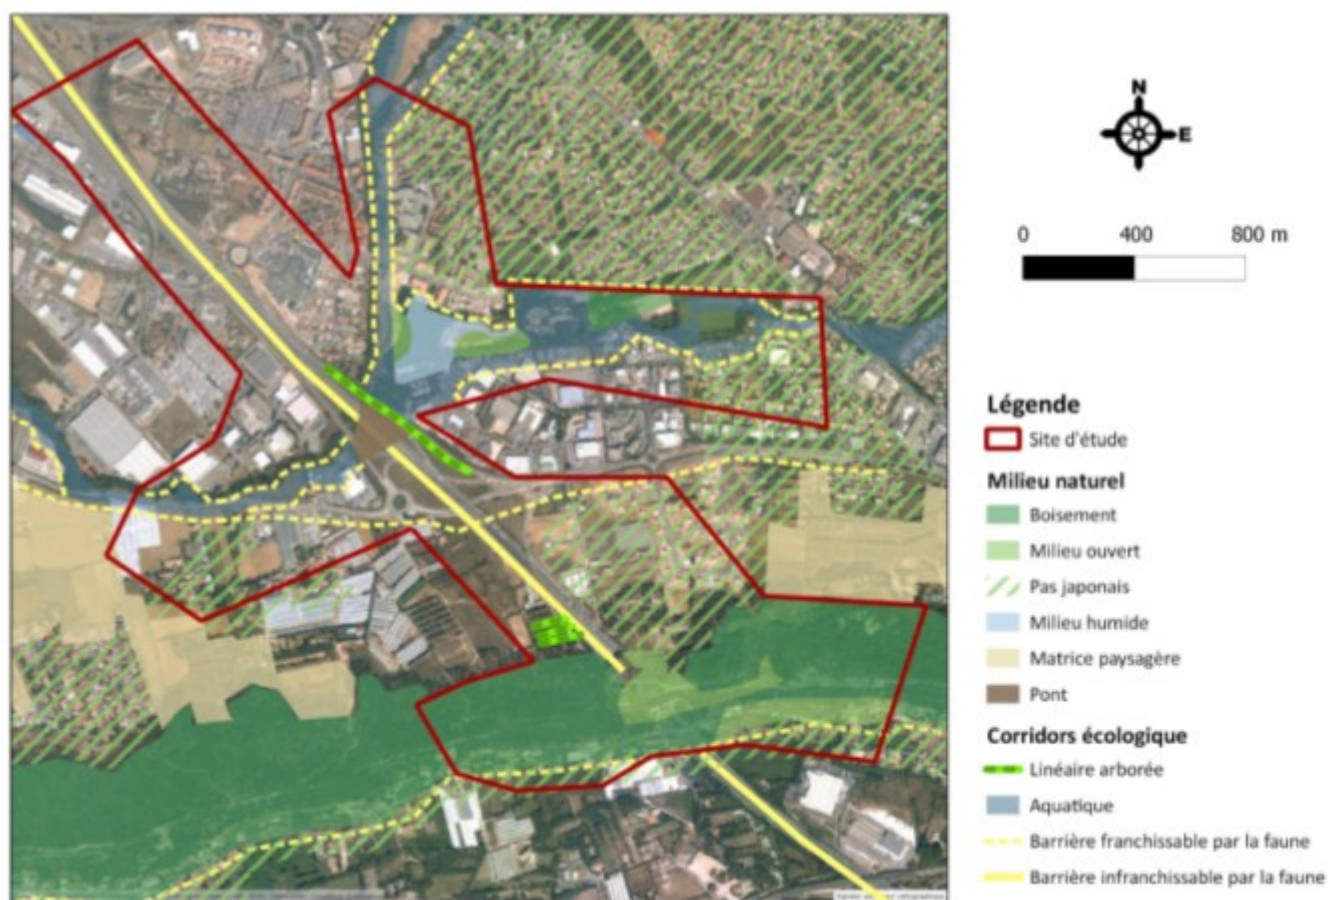 N
E
0 400 800 m
Légende
Site d'étude
Milieu naturel
Boisement
Milieu ouvert
Pas japonais
Milieu humide
Matrice paysagère
Pont
Corridors écologique
Linéaire arborée
Aquatique
Barrière franchissable par la faune
Barrière infranchissable par la faune